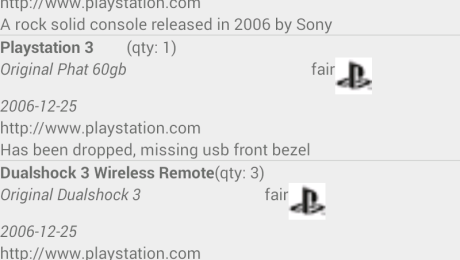 http://www.playstation.com
A rock solid console released in 2006 by Sony
Playstation 3 (qty: 1)
Original Phat 60gb fair
2006-12-25
http://www.playstation.com
Has been dropped, missing usb front bezel
Dualshock 3 Wireless Remote(qty: 3)
Original Dualshock 3 fair
2006-12-25
http://www.playstation.com